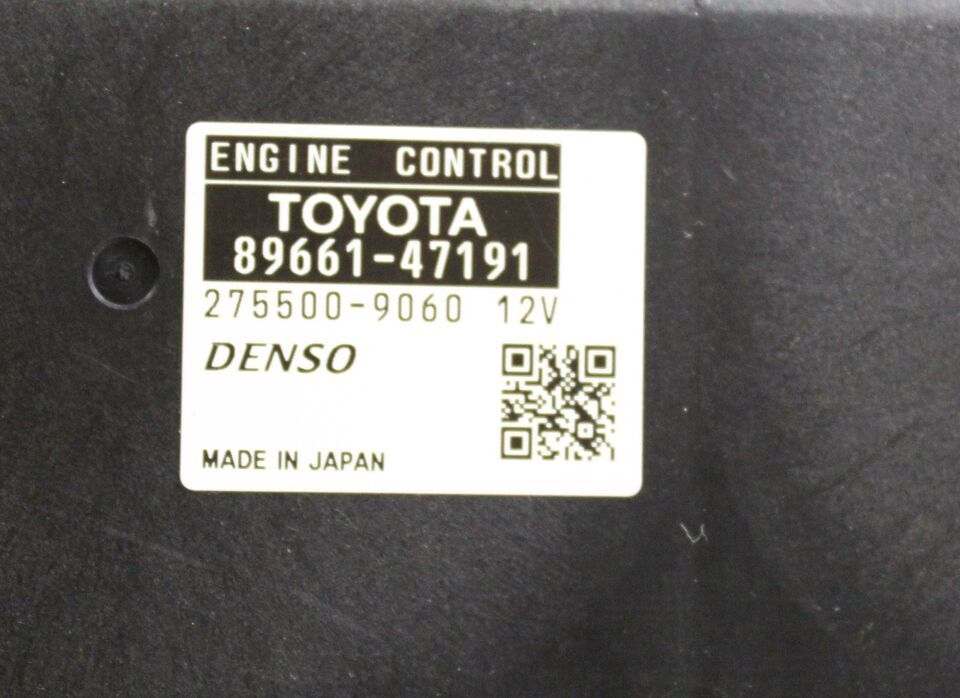 ENGINE CONTROL
TOYOTA
89661-47191
275500-9060 12V
DENSO
MADE IN JAPAN